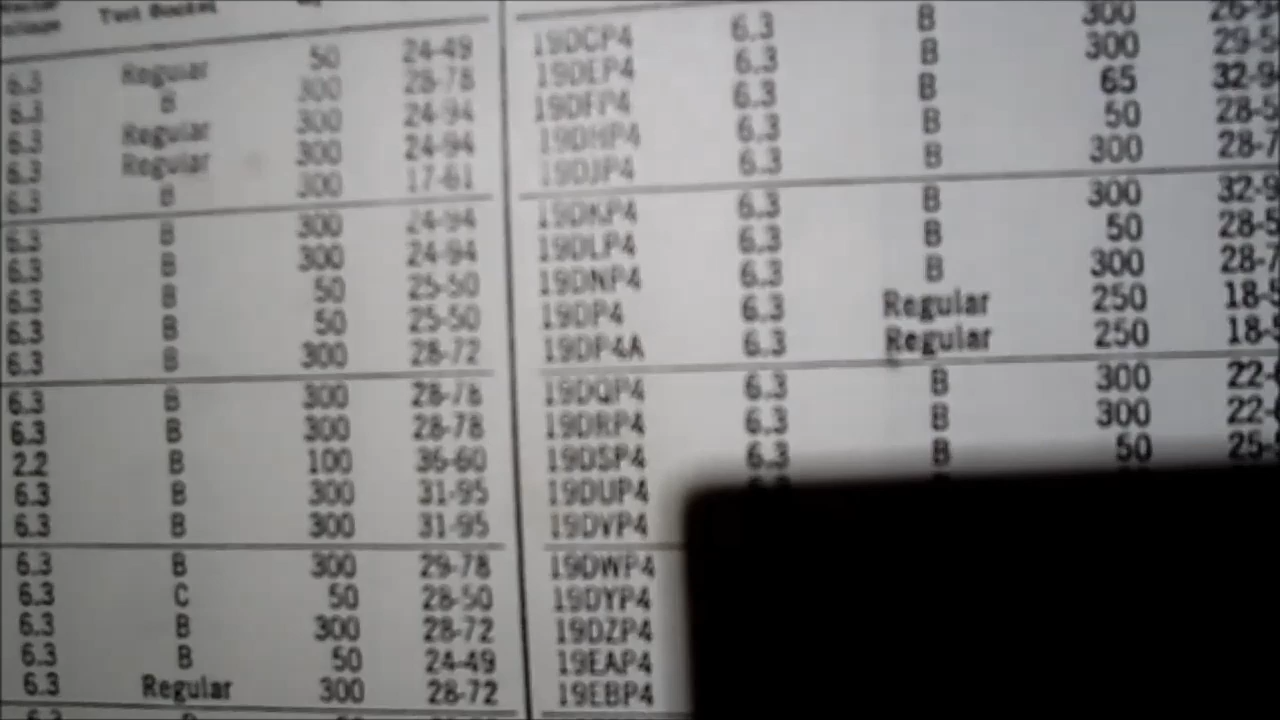 Test Socket
6.3 Regular 50 24-49
6.3 B 300 28-78
6.3 Regular 300 24-94
6.3 Regular 300 24-94
6.3 B 300 17-61
6.3 B 300 24-94
6.3 B 300 24-94
6.3 B 50 25-50
6.3 B 50 25-50
6.3 B 300 28-72
6.3 B 300 28-78
6.3 B 300 28-78
2.2 B 100 36-60
6.3 B 300 31-95
6.3 B 300 31-95
6.3 B 300 29-78
6.3 C 50 28-50
6.3 B 300 28-72
6.3 B 50 24-49
6.3 Regular 300 28-72
19DCP4 6.3 B 300
19DEP4 6.3 B 300
19DFP4 6.3 B 65
19DHP4 6.3 B 50
19DJP4 6.3 B 300
19DKP4 6.3 B 300
19DLP4 6.3 B 50
19DNP4 6.3 B 300
19DP4 6.3 Regular 250
19DP4A 6.3 Regular 250
19DQP4 6.3 B 300
19DRP4 6.3 B 300
19DSP4 6.3 B 50
19DUP4
19DVP4
19DWP4
19DYP4
19DZP4
19EAP4
19EBP4